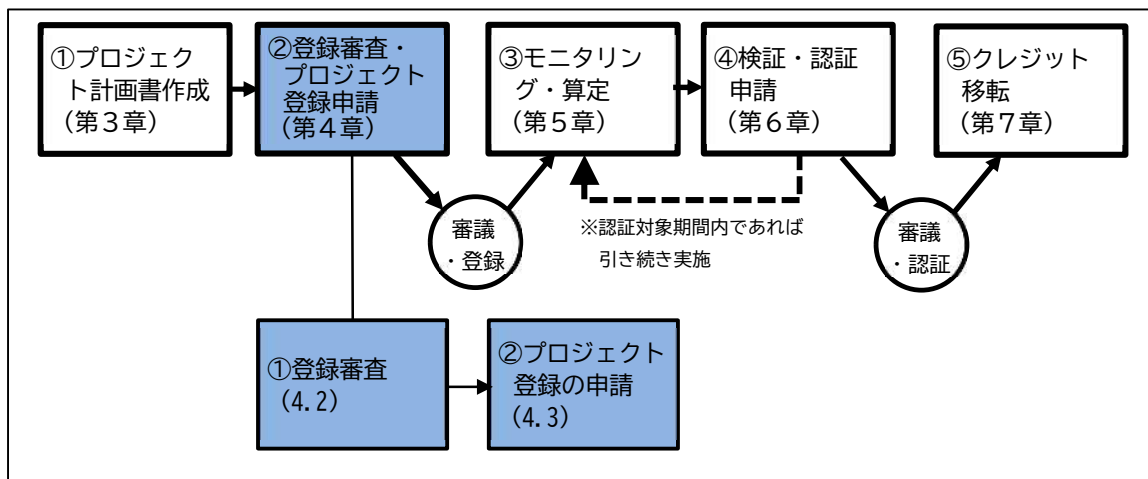 ①プロジェク
ト計画書作成
(第3章)
②登録審査・
プロジェクト
登録申請
(第4章)
③モニタリン
グ・算定
(第5章)
④検証・認証
申請
(第6章)
⑤クレジット
移転
(第7章)
審議
・登録
※認証対象期間内であれば
引き続き実施
審議
・認証
①登録審査
(4.2)
②プロジェクト
登録の申請
(4.3)